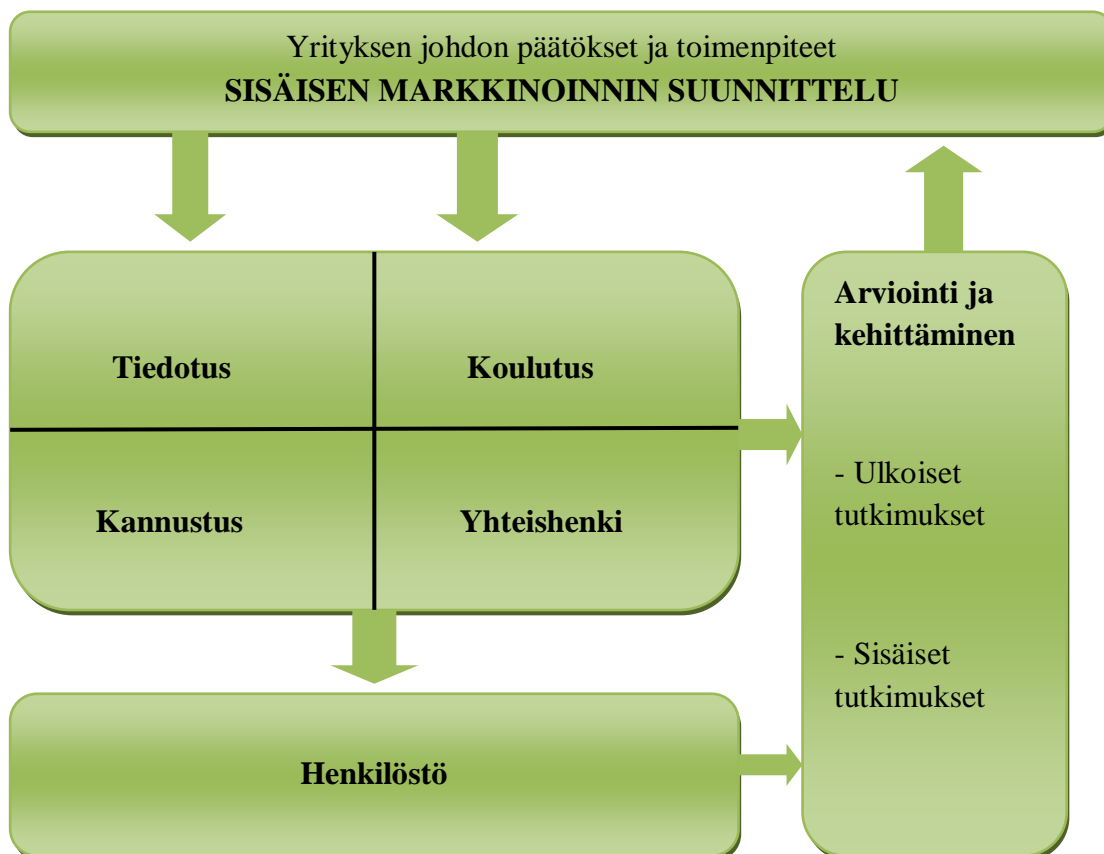 Yrityksen johdon päätökset ja toimenpiteet
SISÄISEN MARKKINOINNIN SUUNNITTELU
Tiedotus
Koulutus
Kannustus
Yhteishenki
Arviointi ja
kehittäminen
- Ulkoiset
tutkimukset
- Sisäiset
tutkimukset
Henkilöstö